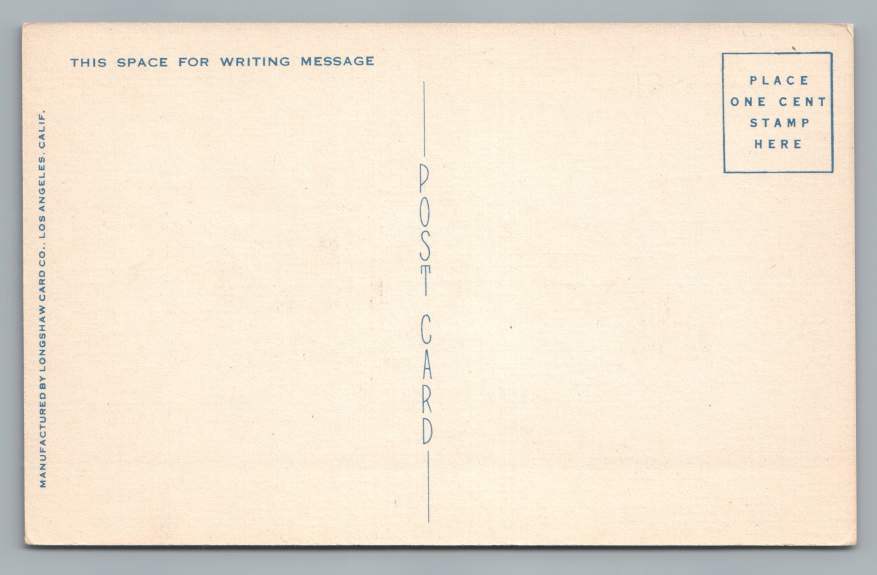 THIS SPACE FOR WRITING MESSAGE
PLACE
ONE CENT
STAMP
HERE
POST CARD
MANUFACTURED BY LONGSHAW CARD CO., LOS ANGELES, CALIF.